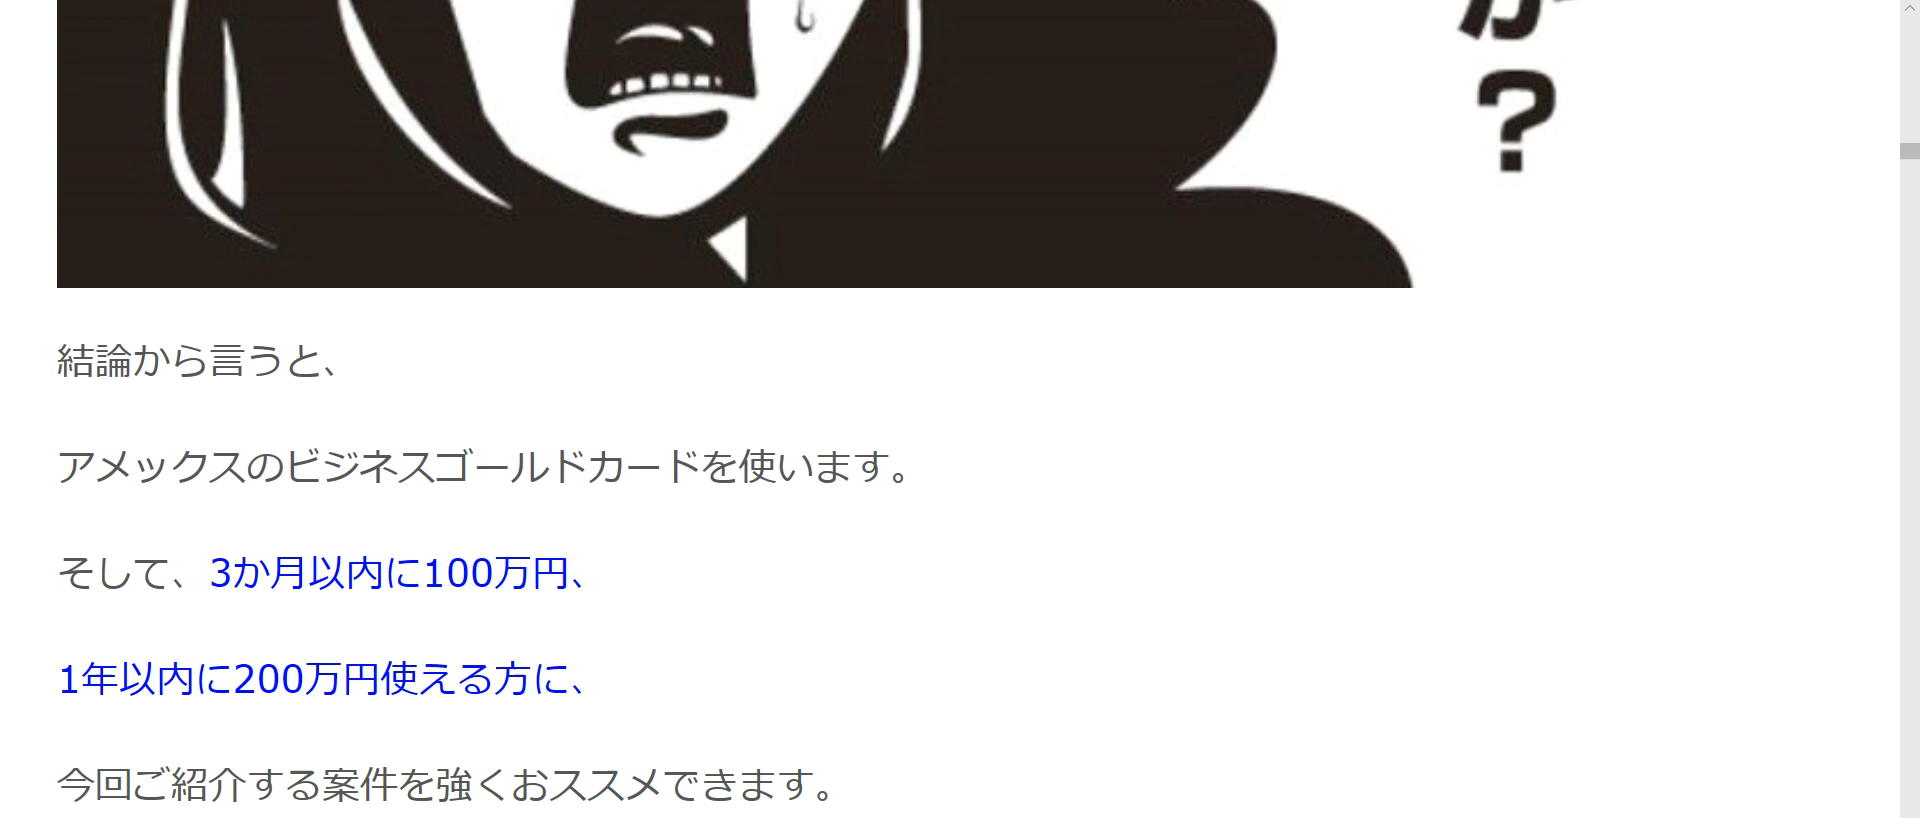 か
？
結論から言うと、
アメックスのビジネスゴールドカードを使います。
そして、3か月以内に100万円、
1年以内に200万円使える方に、
今回ご紹介する案件を強くおススメできます。